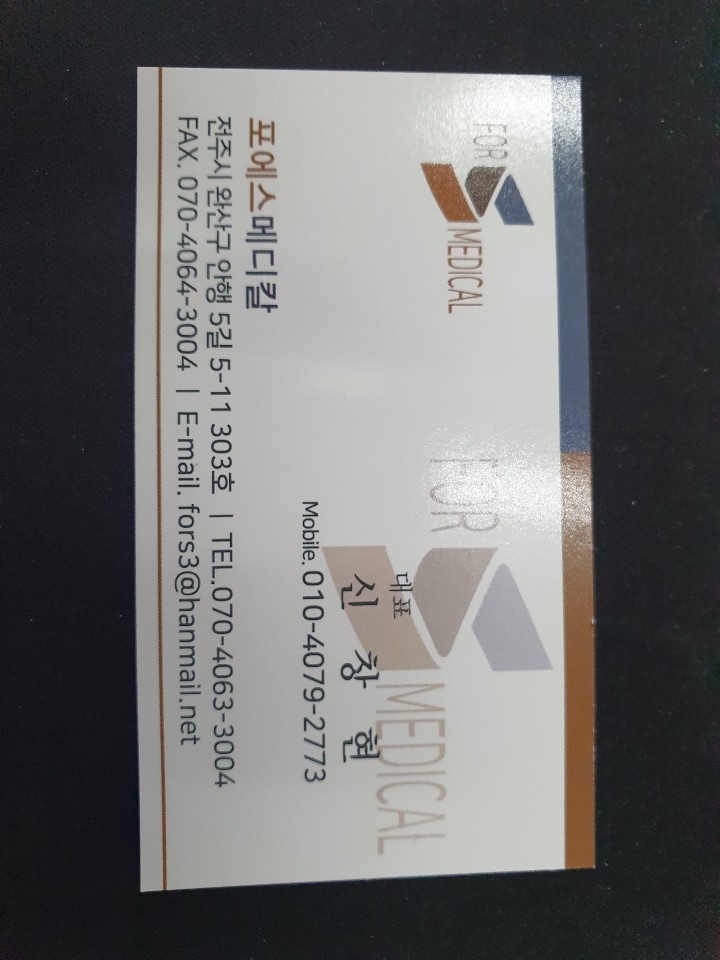 FOR MEDICAL
FOR MEDICAL
대표
신 창 현
Mobile. 010-4079-2773
포에스메디칼
전주시 완산구 안행 5길 5-11 303호 | TEL.070-4063-3004
FAX. 070-4064-3004 | E-mail. fors3@hanmail.net